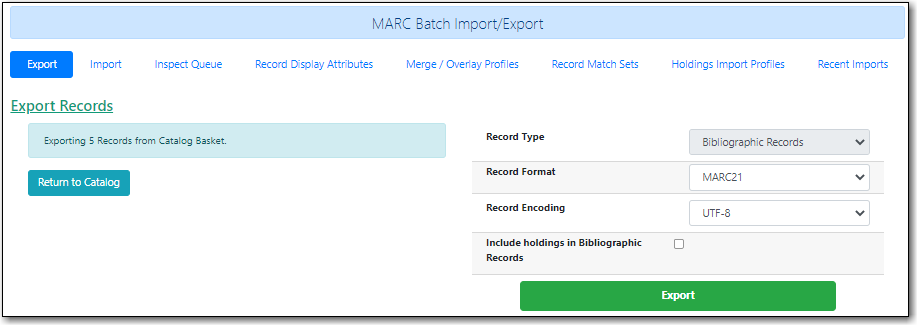 MARC Batch Import/Export
Export Import Inspect Queue Record Display Attributes Merge / Overlay Profiles Record Match Sets Holdings Import Profiles Recent Imports
Export Records
Exporting 5 Records from Catalog Basket.
Return to Catalog
Record Type Bibliographic Records
Record Format MARC21
Record Encoding UTF-8
Include holdings in Bibliographic
Records
Export